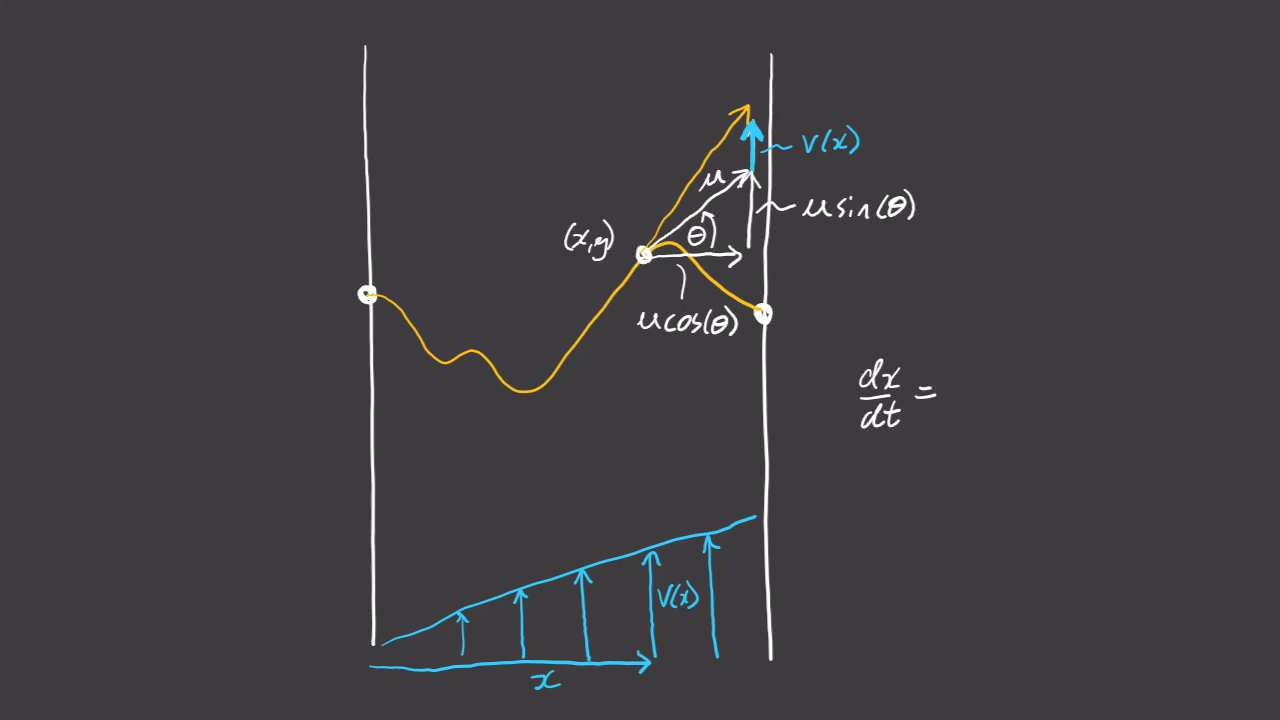 v(x)
u
u sin(θ)
(x,y)
θ
u cos(θ)
dx/dt =
v(x)
x